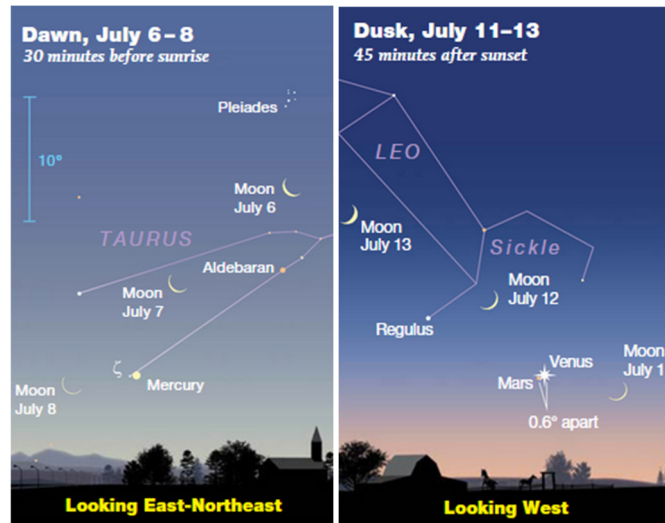 Dawn, July 6–8
30 minutes before sunrise
Pleiades
10°
Moon
July 6
TAURUS
Aldebaran
Moon
July 7
ζ
Mercury
Moon
July 8
Looking East-Northeast
Dusk, July 11–13
45 minutes after sunset
LEO
Moon
July 13
Sickle
Moon
July 12
Regulus
Venus
Mars
Moon
July 1
0.6° apart
Looking West